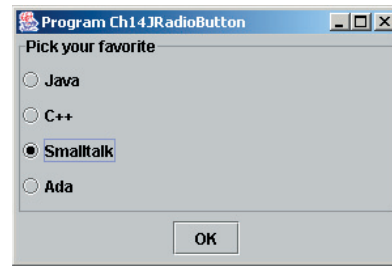 Program Ch14JRadioButton
Pick your favorite
Java
C++
Smalltalk
Ada
OK